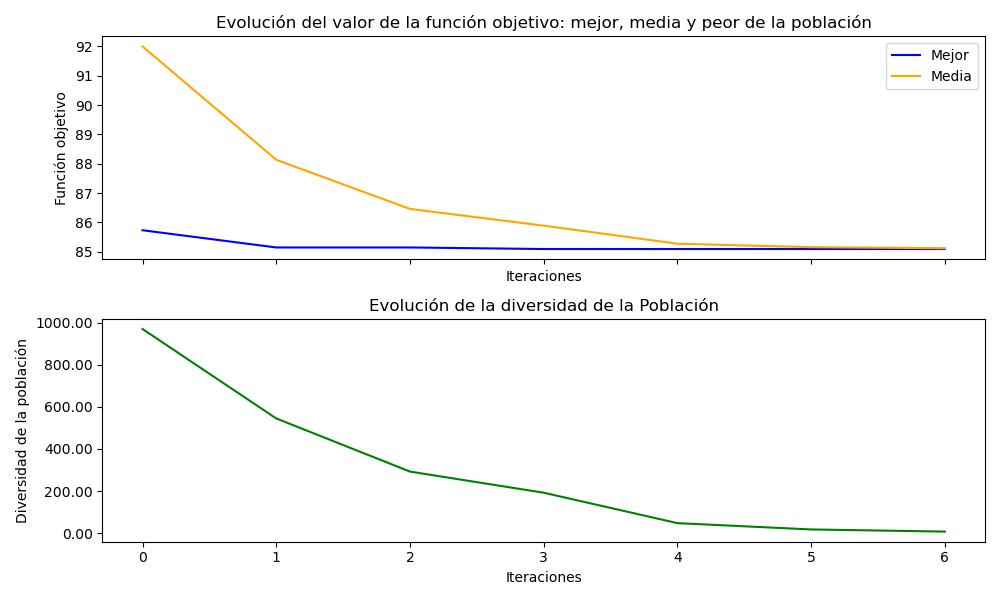 Evolución del valor de la función objetivo: mejor, media y peor de la población
Función objetivo
92
91
90
89
88
87
86
85
Mejor
Media
Iteraciones
Evolución de la diversidad de la Población
Diversidad de la población
1000.00
800.00
600.00
400.00
200.00
0.00
0 1 2 3 4 5 6
Iteraciones